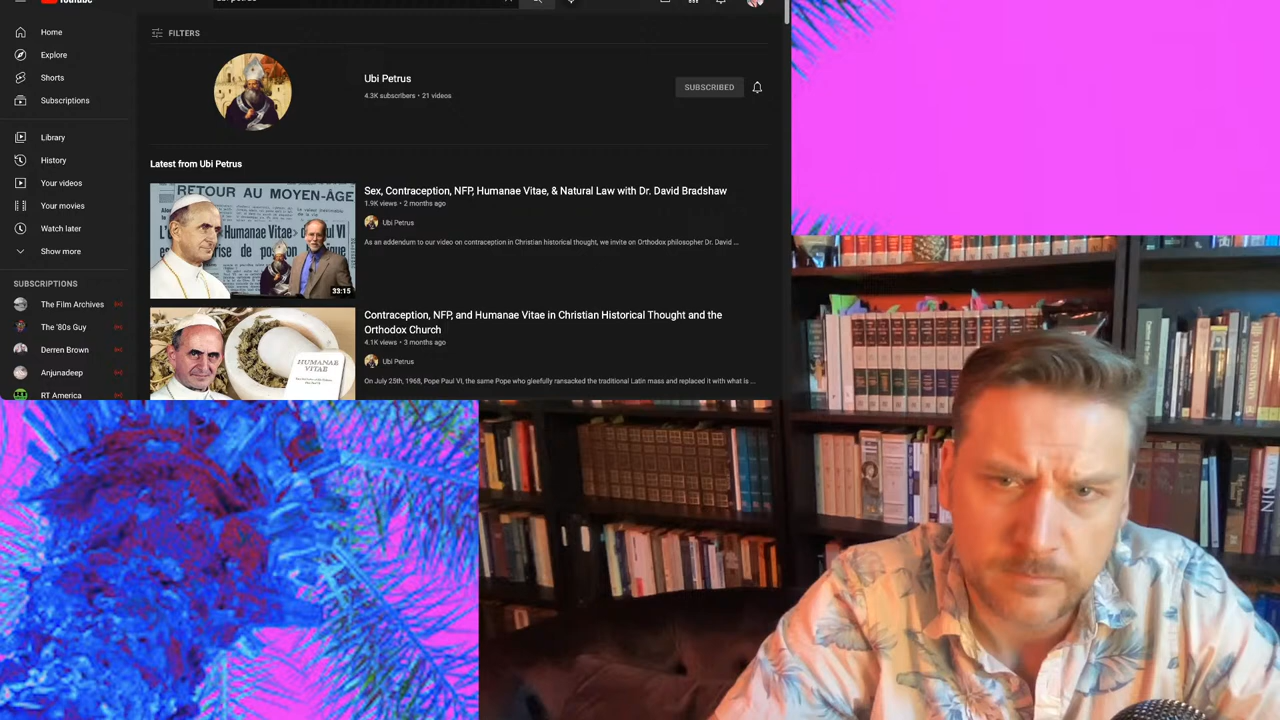 YouTube
ubi petrus
Home
Explore
Shorts
Subscriptions
Library
History
Your videos
Your movies
Watch later
Show more
SUBSCRIPTIONS
The Film Archives
The '80s Guy
Derren Brown
Anjunadeep
RT America
FILTERS
Ubi Petrus
4.3K subscribers • 21 videos
SUBSCRIBED
Latest from Ubi Petrus
RETOUR AU MOYEN-ÂGE
Humanae Vitae
33:15
Sex, Contraception, NFP, Humanae Vitae, & Natural Law with Dr. David Bradshaw
1.9K views • 2 months ago
Ubi Petrus
As an addendum to our video on contraception in Christian historical thought, we invite on Orthodox philosopher Dr. David ...
HUMANAE
VITAE
Contraception, NFP, and Humanae Vitae in Christian Historical Thought and the
Orthodox Church
4.1K views • 3 months ago
Ubi Petrus
On July 25th, 1968, Pope Paul VI, the same Pope who gleefully ransacked the traditional Latin mass and replaced it with what is ...